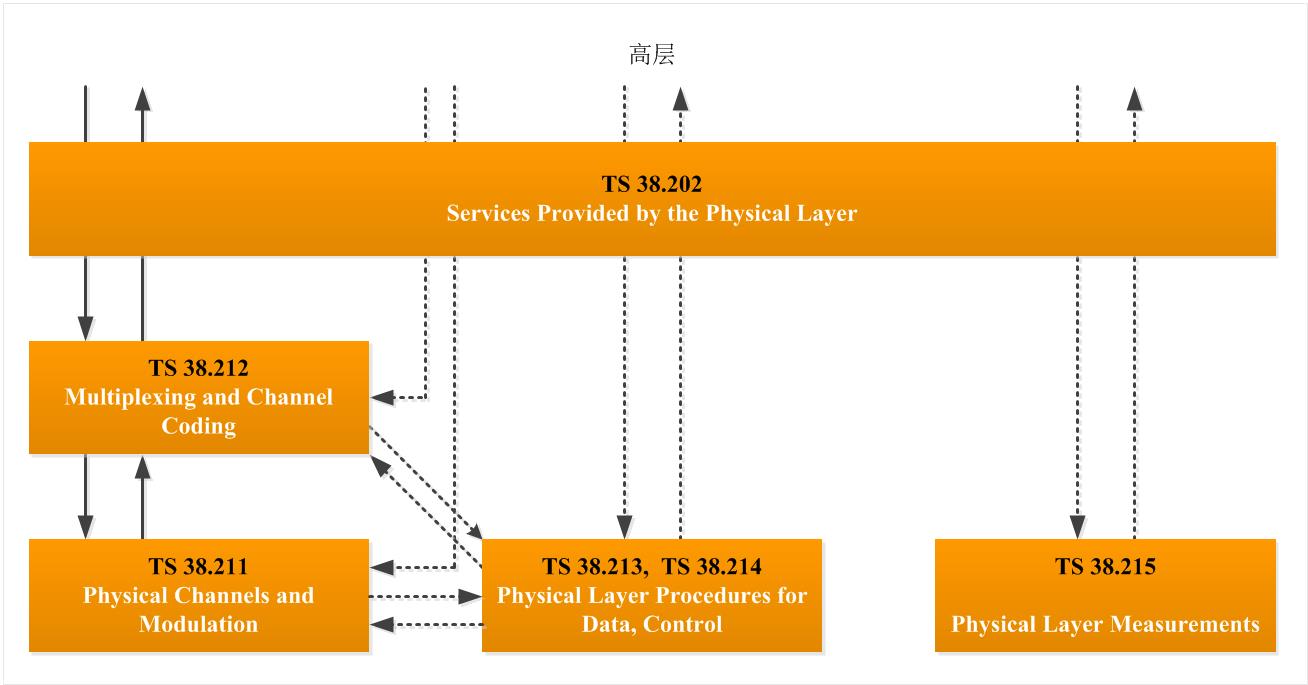 高层
TS 38.202
Services Provided by the Physical Layer
TS 38.212
Multiplexing and Channel
Coding
TS 38.211
Physical Channels and
Modulation
TS 38.213, TS 38.214
Physical Layer Procedures for
Data, Control
TS 38.215
Physical Layer Measurements